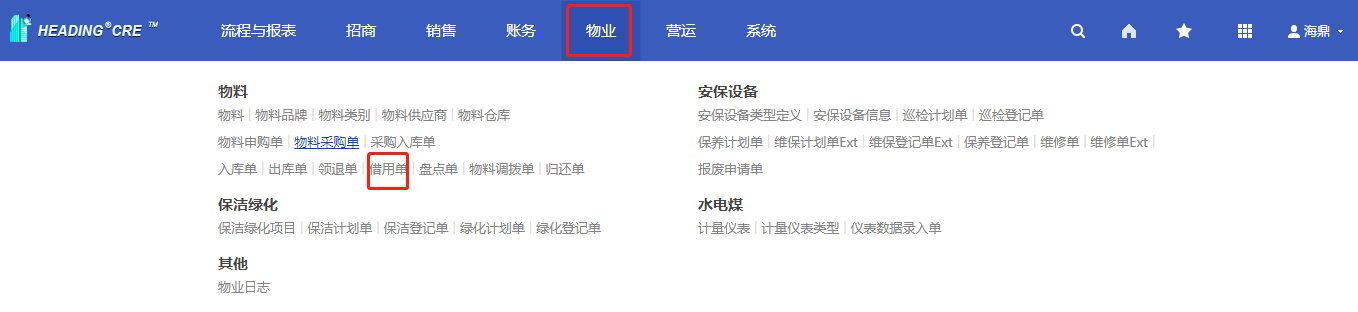 HEADING®CRE ™ 流程与报表 招商 销售 账务 物业 营运 系统 海鼎
物料
物料 | 物料品牌 | 物料类别 | 物料供应商 | 物料仓库
物料申购单 | 物料采购单 | 采购入库单
入库单 | 出库单 | 领退单 | 借用单 | 盘点单 | 物料调拨单 | 归还单
保洁绿化
保洁绿化项目 | 保洁计划单 | 保洁登记单 | 绿化计划单 | 绿化登记单
其他
物业日志
安保设备
安保设备类型定义 | 安保设备信息 | 巡检计划单 | 巡检登记单
保养计划单 | 维保计划单Ext | 维保登记单Ext | 保养登记单 | 维修单 | 维修单Ext |
报废申请单
水电煤
计量仪表 | 计量仪表类型 | 仪表数据录入单